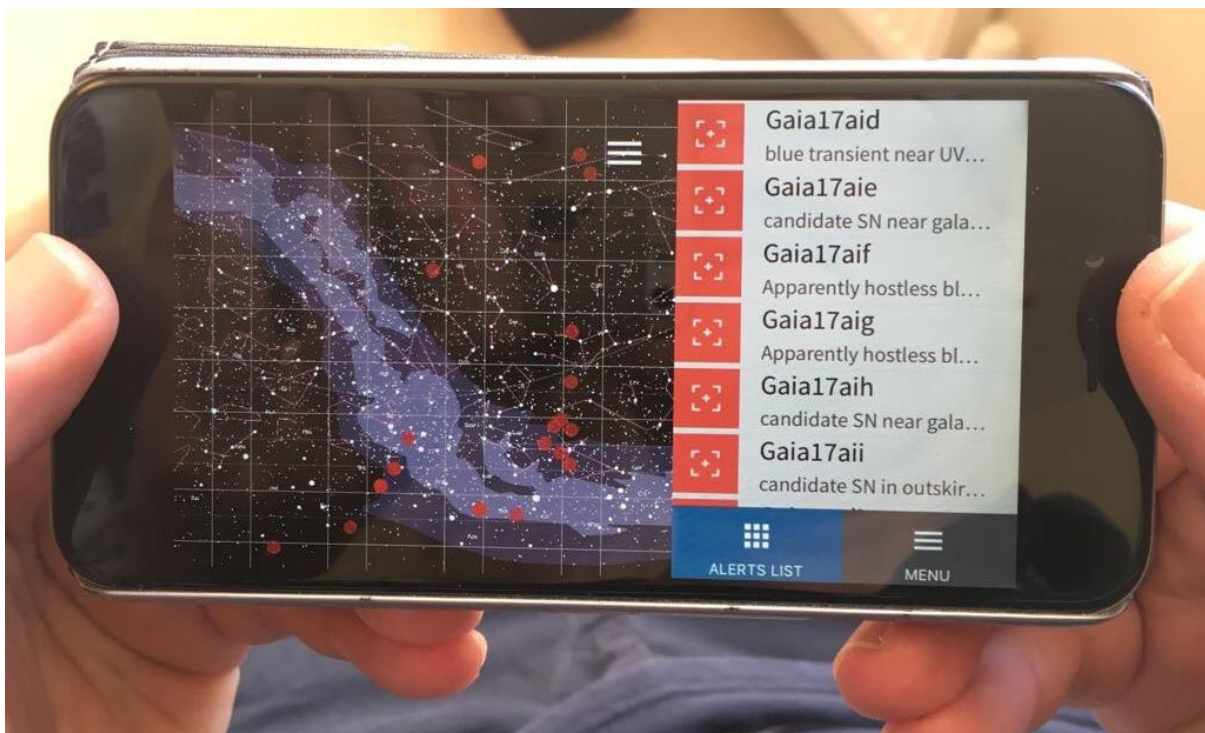 Gaia17aid
blue transient near UV...
Gaia17aie
candidate SN near gala...
Gaia17aif
Apparently hostless bl...
Gaia17aig
Apparently hostless bl...
Gaia17aih
candidate SN near gala...
Gaia17aii
candidate SN in outskir...
ALERTS LIST
MENU